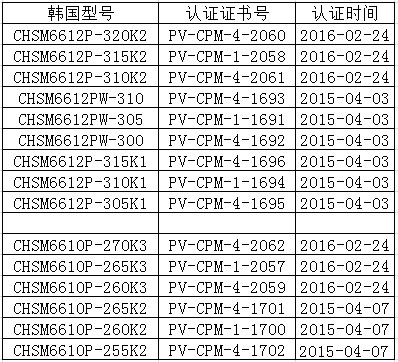 韩国型号 认证证书号 认证时间
CHSM6612P-320K2 PV-CPM-4-2060 2016-02-24
CHSM6612P-315K2 PV-CPM-1-2058 2016-02-24
CHSM6612P-310K2 PV-CPM-4-2061 2016-02-24
CHSM6612PW-310 PV-CPM-4-1693 2015-04-03
CHSM6612PW-305 PV-CPM-1-1691 2015-04-03
CHSM6612PW-300 PV-CPM-4-1692 2015-04-03
CHSM6612P-315K1 PV-CPM-4-1696 2015-04-03
CHSM6612P-310K1 PV-CPM-1-1694 2015-04-03
CHSM6612P-305K1 PV-CPM-4-1695 2015-04-03
CHSM6610P-270K3 PV-CPM-4-2062 2016-02-24
CHSM6610P-265K3 PV-CPM-1-2057 2016-02-24
CHSM6610P-260K3 PV-CPM-4-2059 2016-02-24
CHSM6610P-265K2 PV-CPM-4-1701 2015-04-07
CHSM6610P-260K2 PV-CPM-1-1700 2015-04-07
CHSM6610P-255K2 PV-CPM-4-1702 2015-04-07